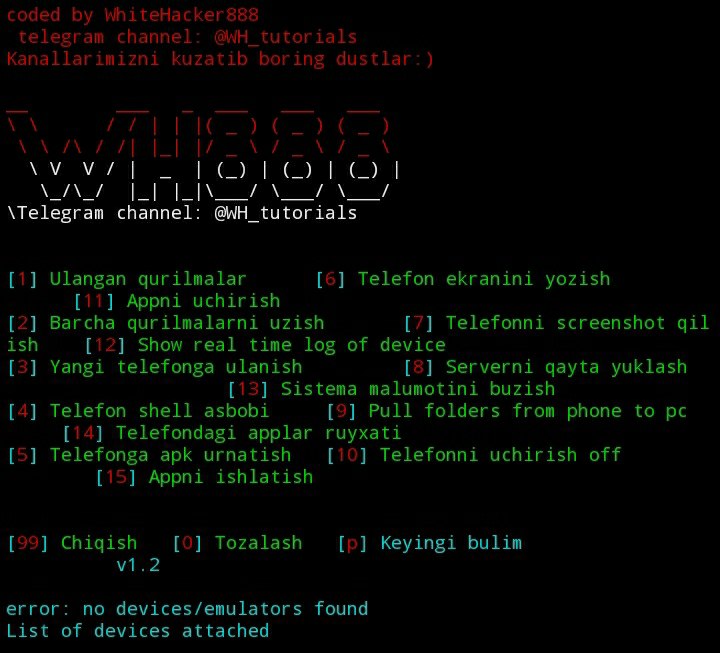 coded by WhiteHacker888
telegram channel: @WH_tutorials
Kanallarimizni kuzatib boring dustlar:)
WH888
\Telegram channel: @WH_tutorials
[1] Ulangan qurilmalar [6] Telefon ekranini yozish
[11] Appni uchirish
[2] Barcha qurilmalarni uzish [7] Telefonni screenshot qil
ish [12] Show real time log of device
[3] Yangi telefonga ulanish [8] Serverni qayta yuklash
[13] Sistema malumotini buzish
[4] Telefon shell asbobi [9] Pull folders from phone to pc
[14] Telefondagi applar ruyxati
[5] Telefonga apk urnatish [10] Telefonni uchirish off
[15] Appni ishlatish
[99] Chiqish [0] Tozalash [p] Keyingi bulim
v1.2
error: no devices/emulators found
List of devices attached